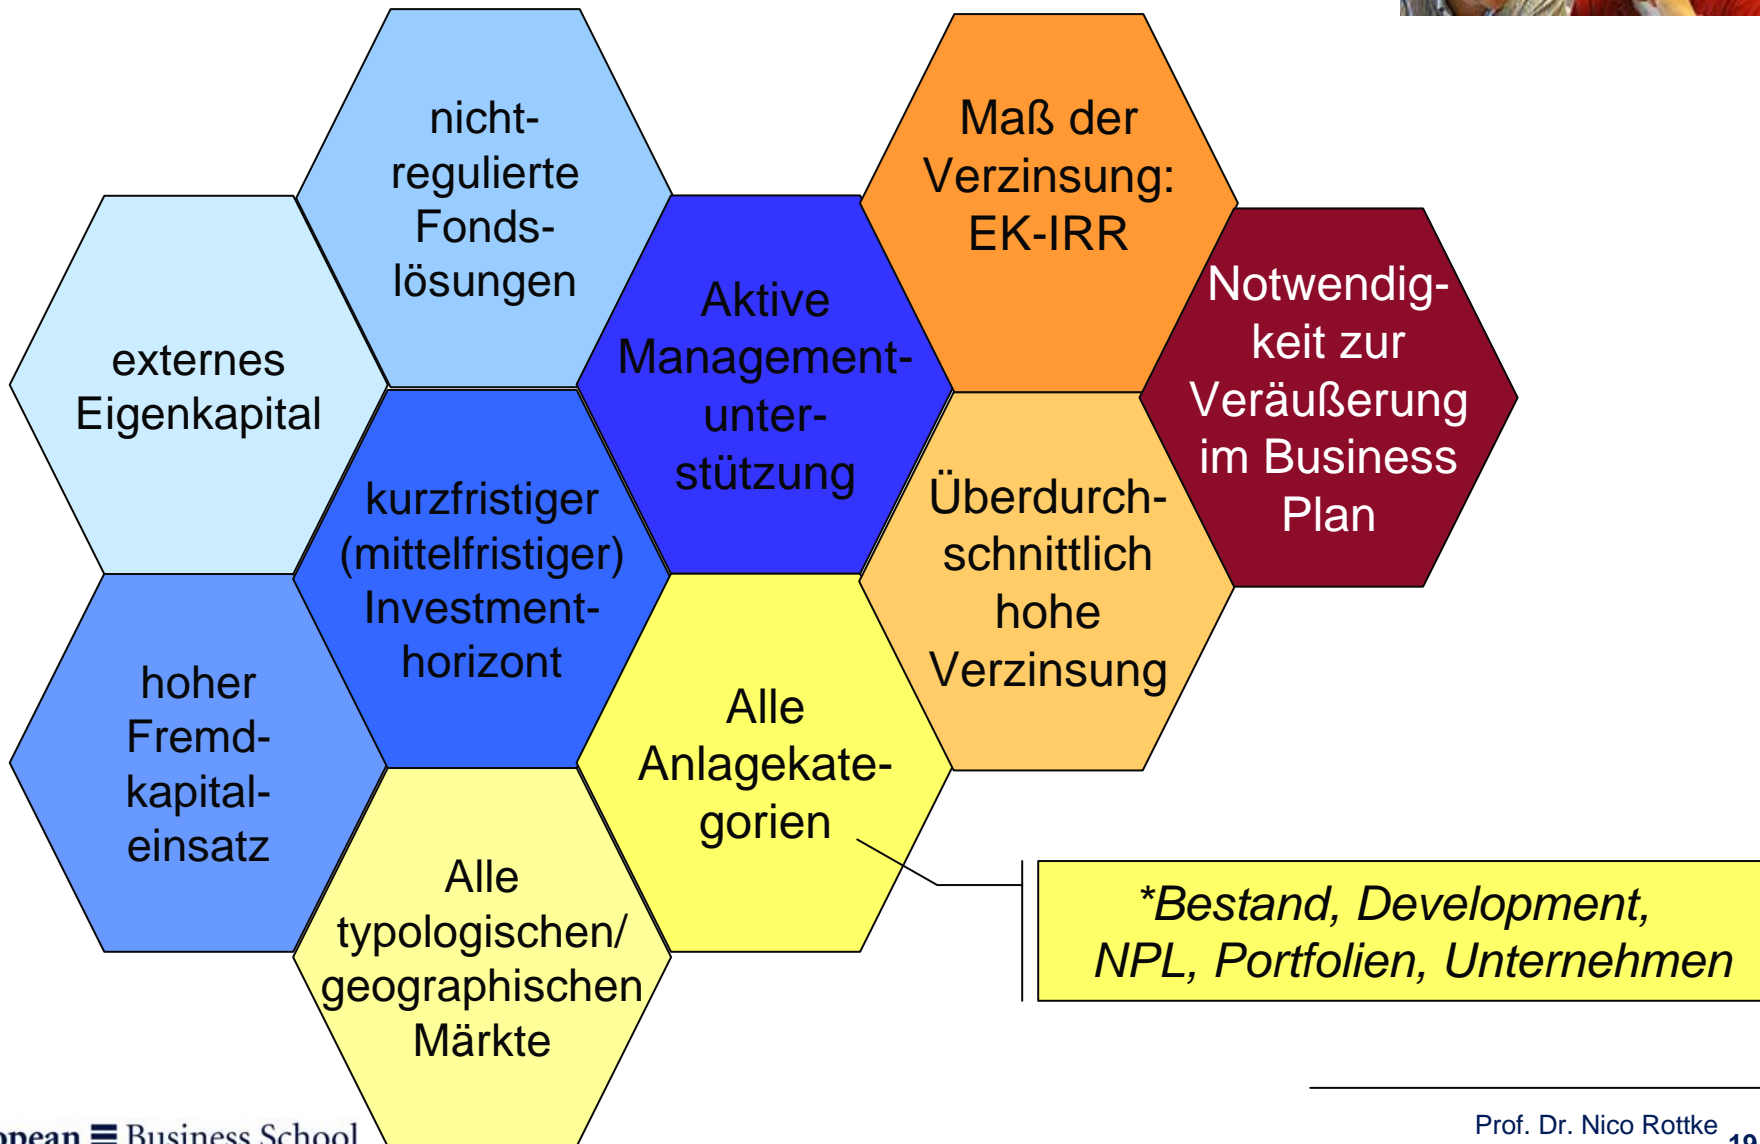 nicht-
regulierte
Fonds-
lösungen
Maß der
Verzinsung:
EK-IRR
externes
Eigenkapital
Aktive
Management-
unter-
stützung
Notwendig-
keit zur
Veräußerung
im Business
Plan
kurzfristiger
(mittelfristiger)
Investment-
horizont
Überdurch-
schnittlich
hohe
Verzinsung
hoher
Fremd-
kapital-
einsatz
Alle
Anlagekate-
gorien
Alle
typologischen/
geographischen
Märkte
*Bestand, Development,
NPL, Portfolien, Unternehmen
Business School
Prof. Dr. Nico Rottke